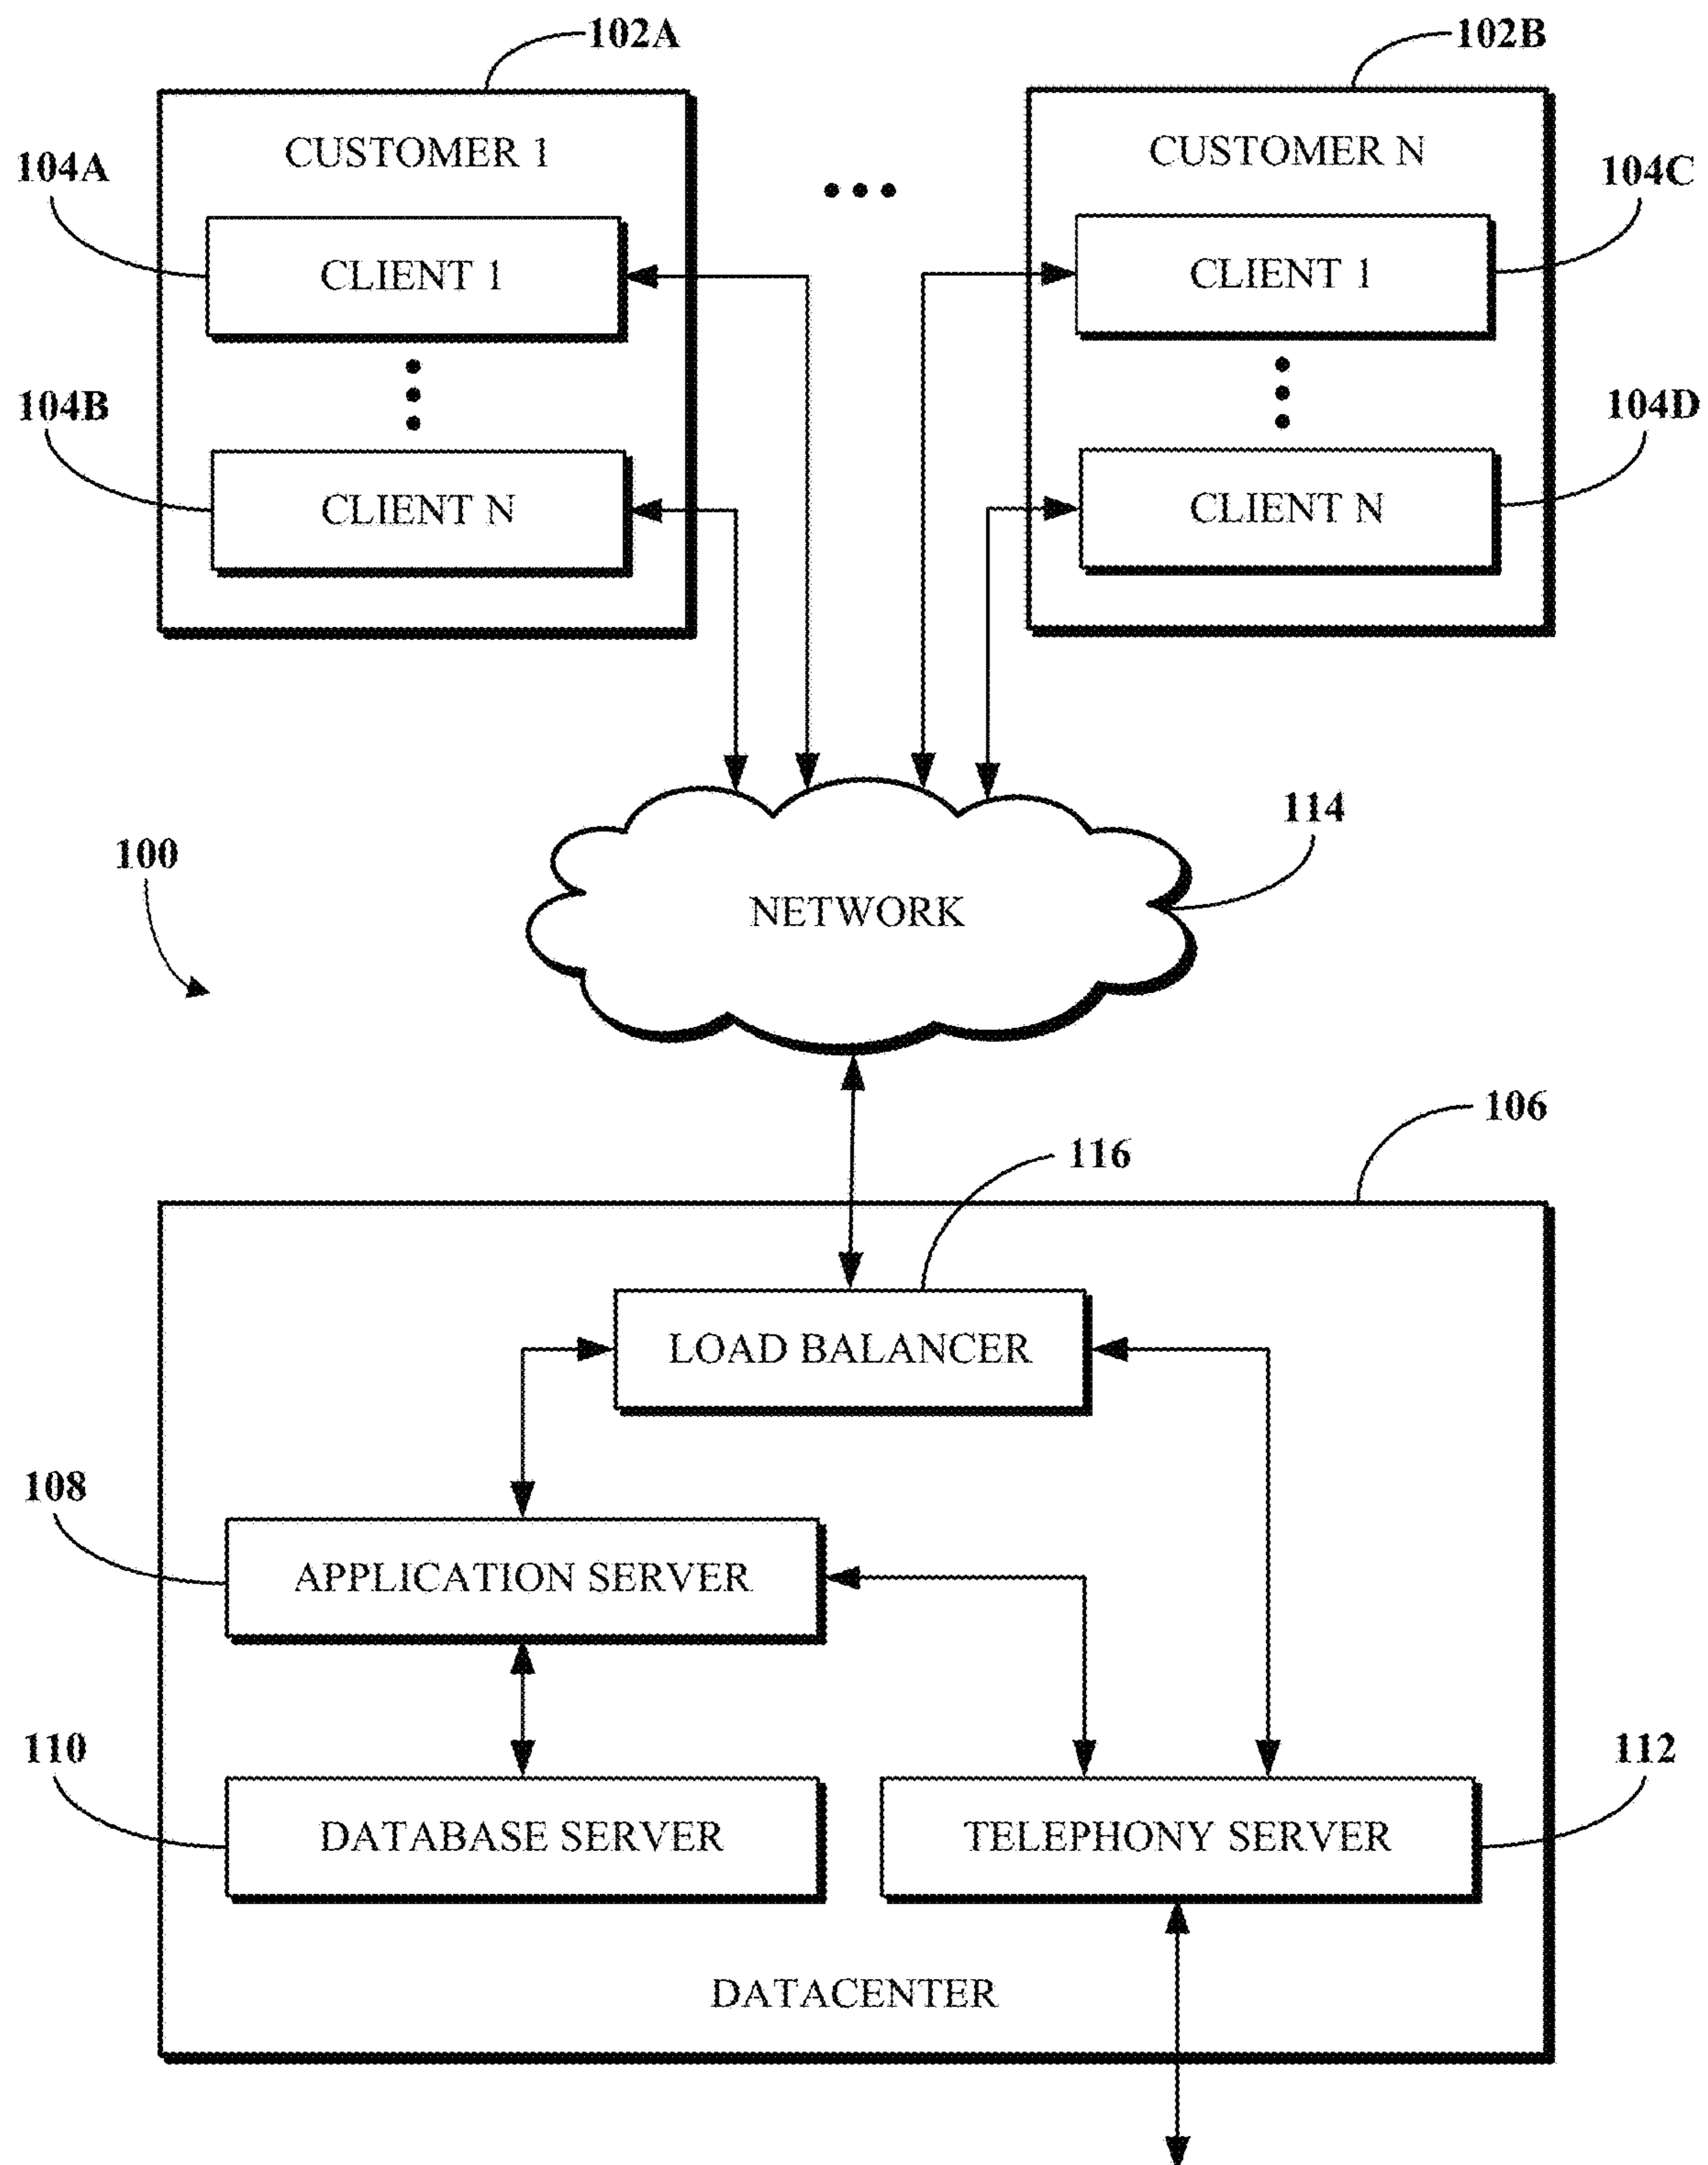 102A
102B
CUSTOMER 1
CUSTOMER N
104A
104C
CLIENT 1
CLIENT 1
104B
104D
CLIENT N
CLIENT N
114
100
NETWORK
106
116
LOAD BALANCER
108
APPLICATION SERVER
110
112
DATABASE SERVER
TELEPHONY SERVER
DATACENTER